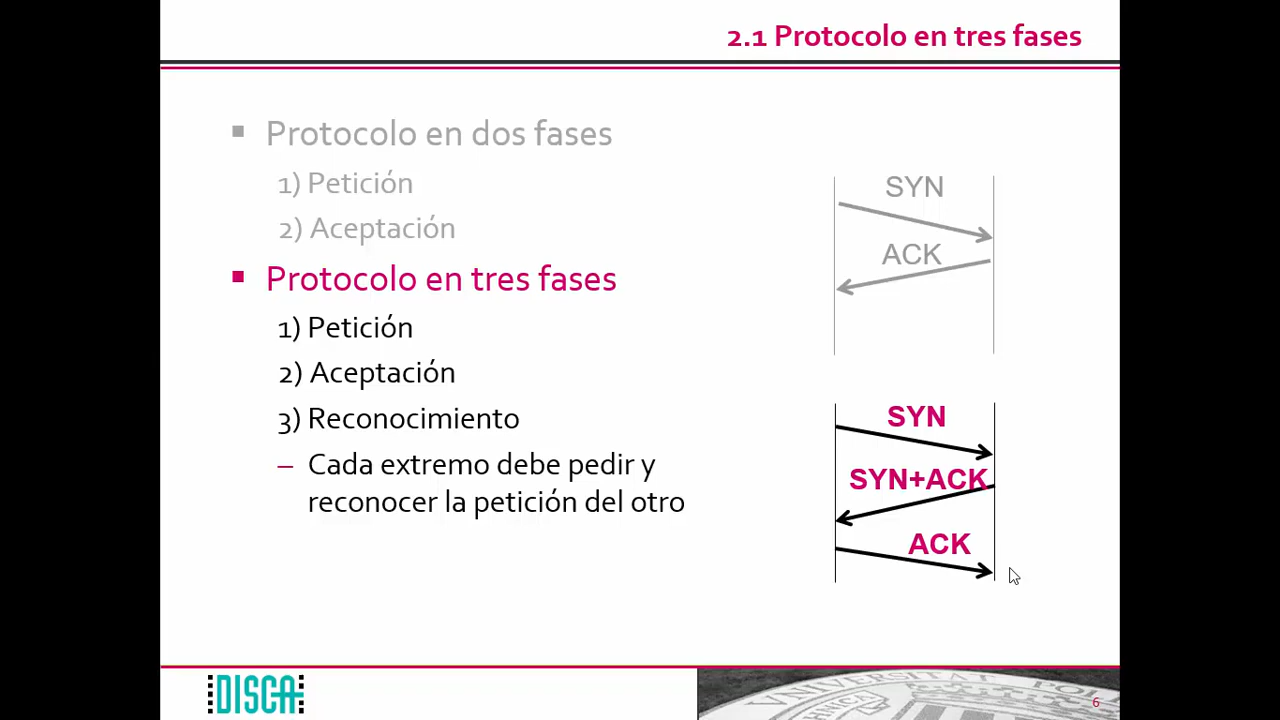 2.1 Protocolo en tres fases
▪ Protocolo en dos fases
1) Petición
2) Aceptación
SYN
ACK
▪ Protocolo en tres fases
1) Petición
2) Aceptación
3) Reconocimiento
– Cada extremo debe pedir y
reconocer la petición del otro
SYN
SYN+ACK
ACK
DISCA
UNIVERSITAT POL
6